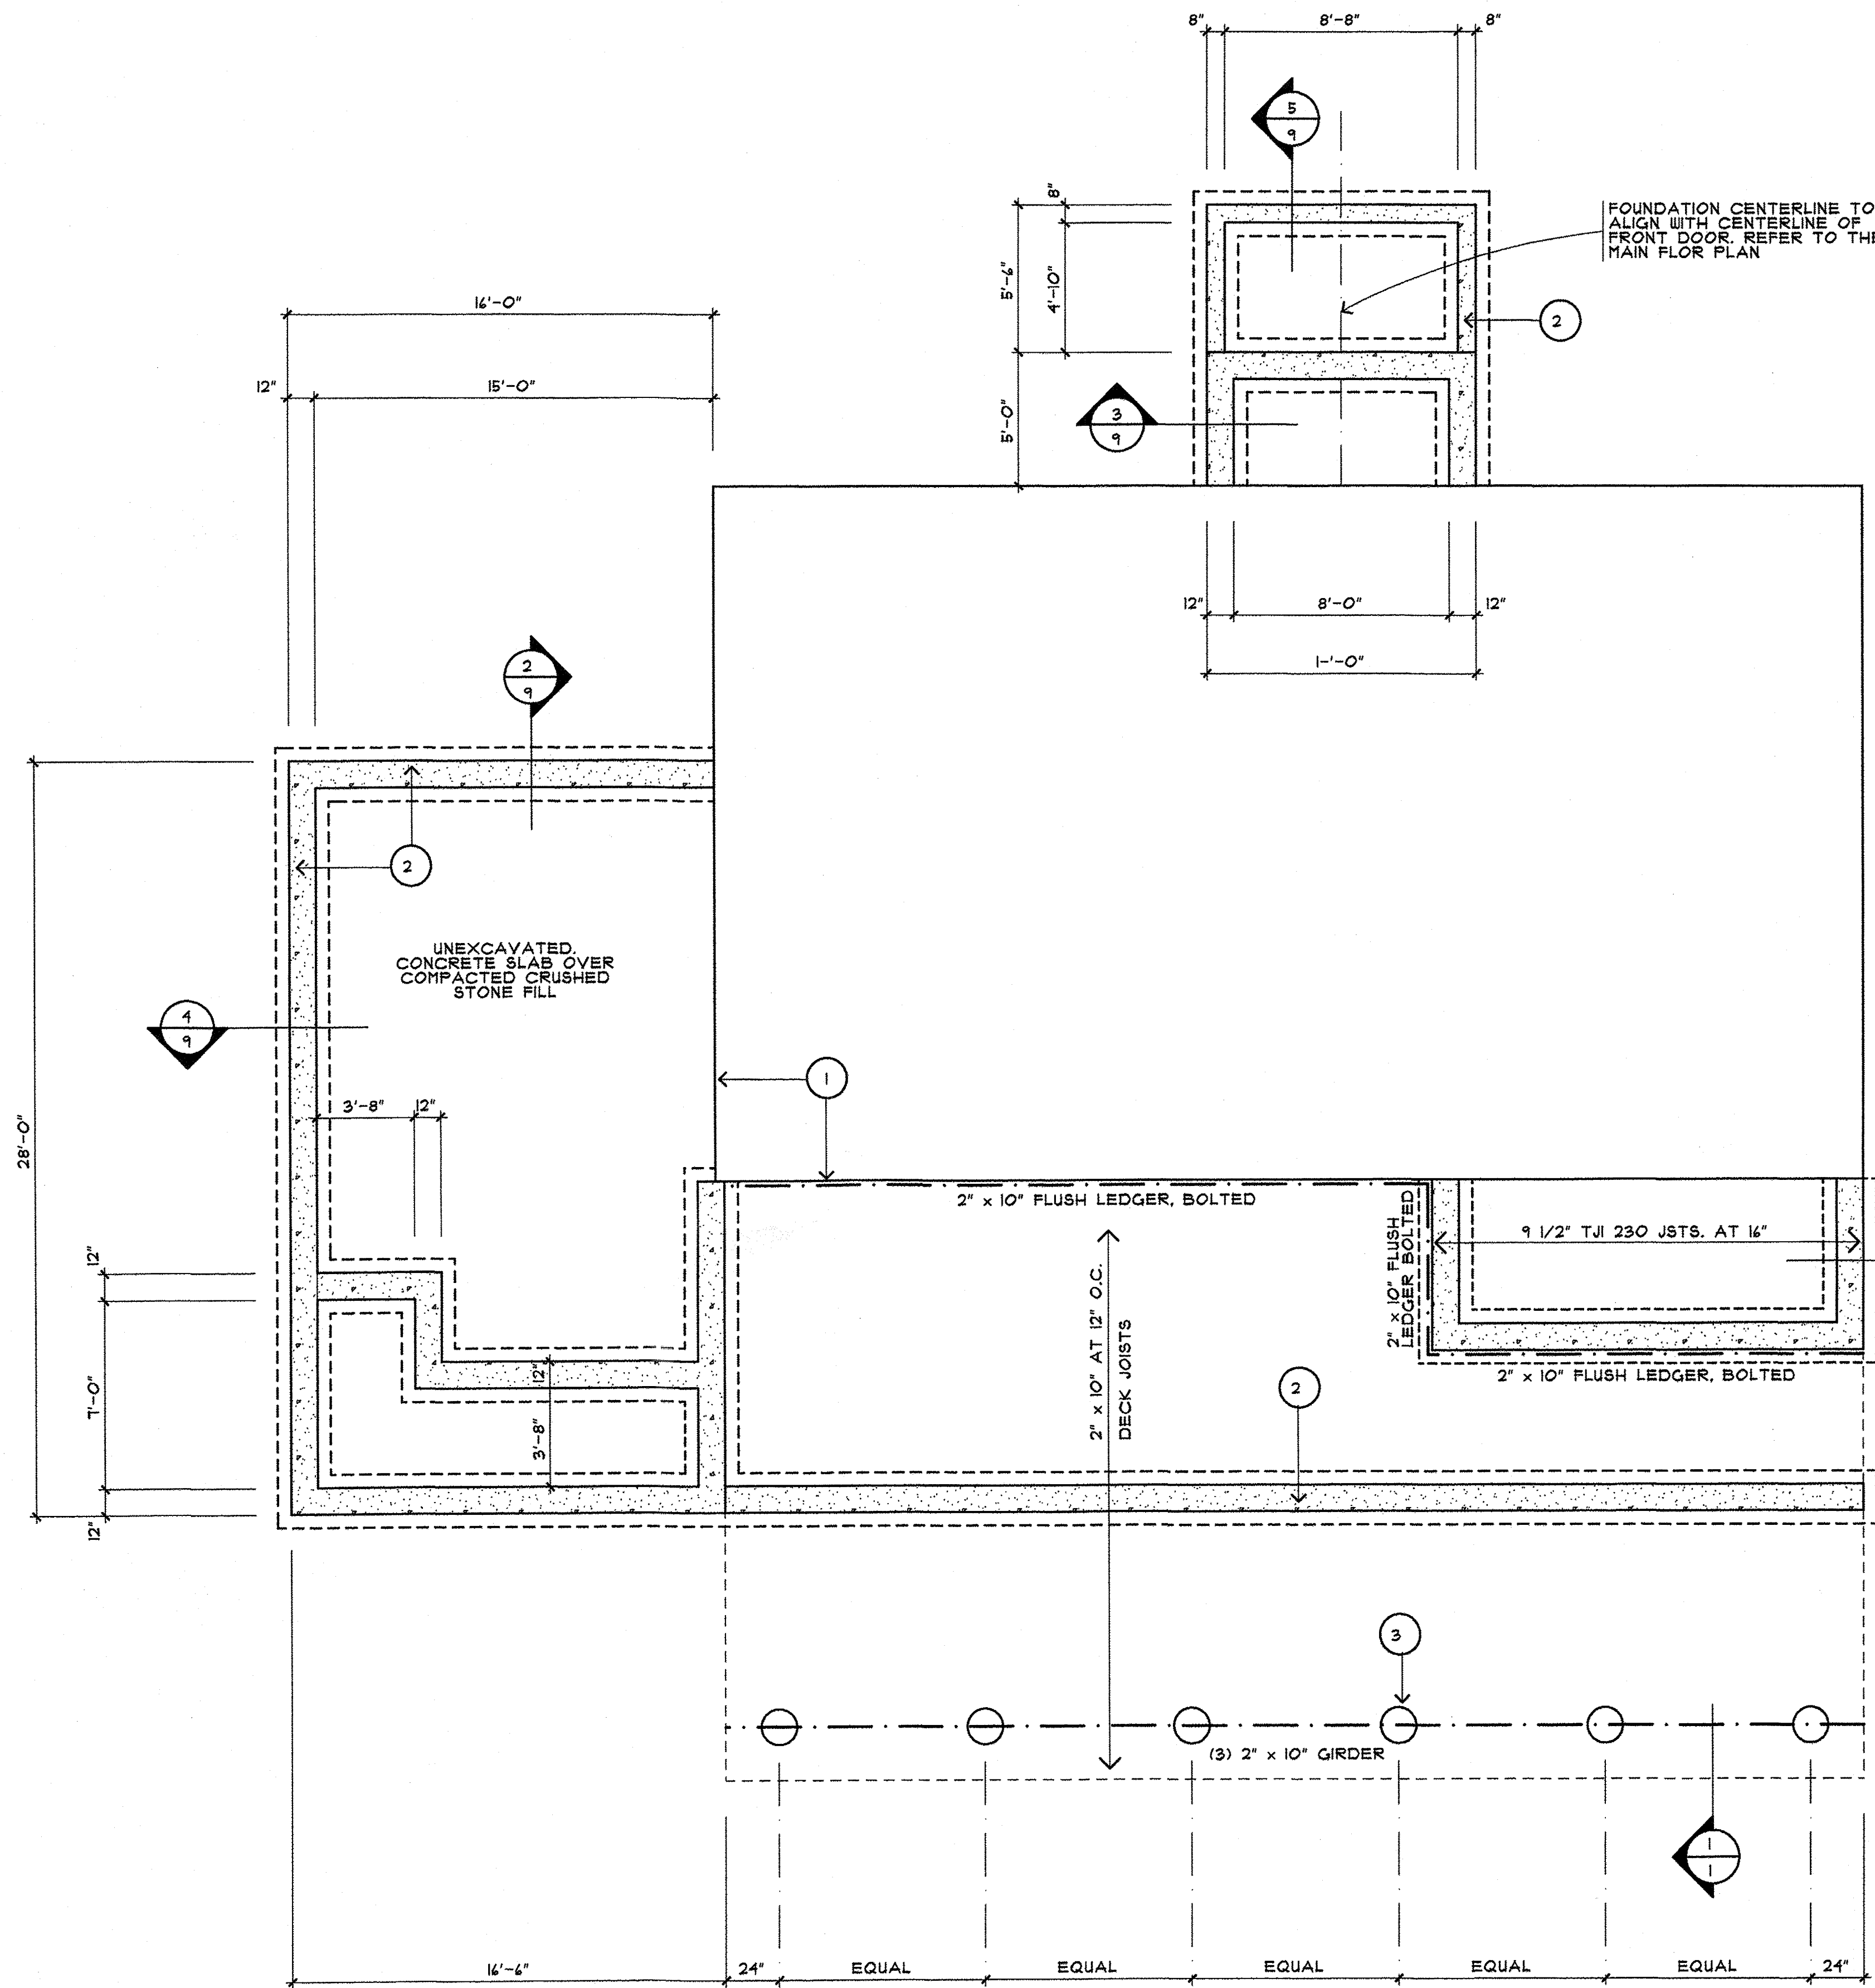 8"
8'-8"
8"
5
9
8"
FOUNDATION CENTERLINE TO
ALIGN WITH CENTERLINE OF
FRONT DOOR. REFER TO THE
MAIN FLOR PLAN
5'-6"
4'-10"
2
16'-0"
12"
15'-0"
3
9
5'-0"
12"
8'-0"
12"
1-'-0"
2
9
2
UNEXCAVATED.
CONCRETE SLAB OVER
COMPACTED CRUSHED
STONE FILL
4
9
28'-0"
3'-8"
12"
1
2" x 10" FLUSH LEDGER, BOLTED
2" x 10" FLUSH
LEDGER BOLTED
9 1/2" TJI 230 JSTS. AT 16"
12"
7'-0"
12"
12"
3'-8"
2" x 10" AT 12" O.C.
DECK JOISTS
2
2" x 10" FLUSH LEDGER, BOLTED
3
(3) 2" x 10" GIRDER
1
1
16'-6"
24"
EQUAL
EQUAL
EQUAL
EQUAL
EQUAL
24"